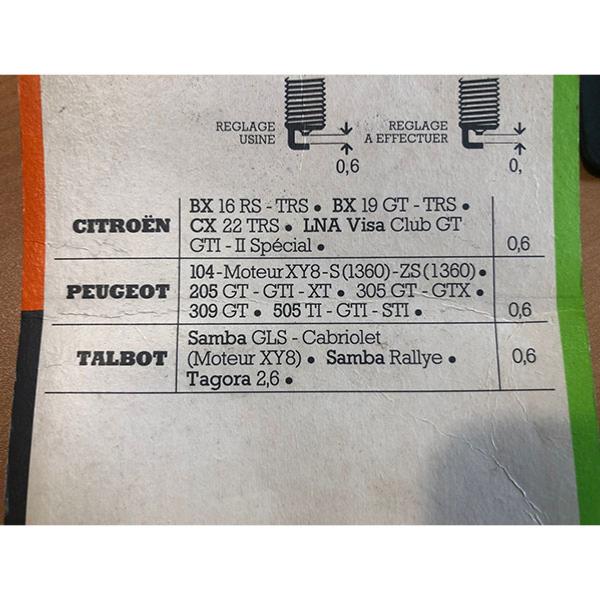 REGLAGE USINE
0,6
REGLAGE A EFFECTUER
0,
CITROËN
BX 16 RS - TRS • BX 19 GT - TRS •
CX 22 TRS • LNA Visa Club GT
GTI - II Spécial •
0,6
PEUGEOT
104 - Moteur XY8 - S (1360) - ZS (1360) •
205 GT - GTI - XT • 305 GT - GTX •
309 GT • 505 TI - GTI - STI •
0,6
TALBOT
Samba GLS - Cabriolet
(Moteur XY8) • Samba Rallye •
Tagora 2,6 •
0,6